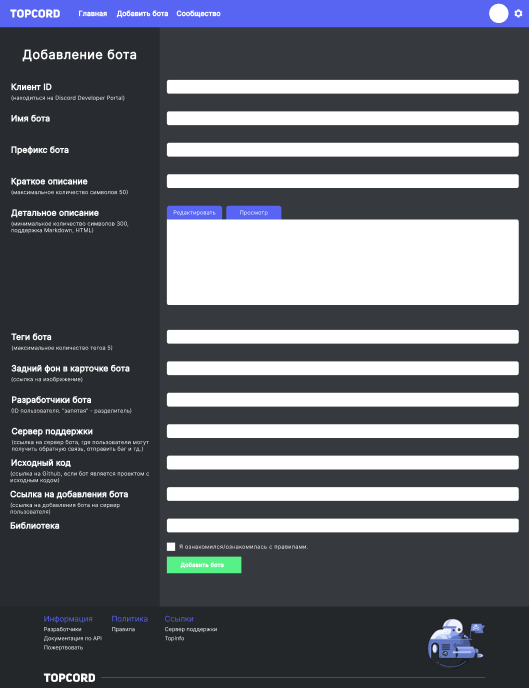 TOPCORD Главная Добавить бота Сообщество
Добавление бота
Клиент ID
(находиться на Discord Developer Portal)
Имя бота
Префикс бота
Краткое описание
(максимальное количество символов 50)
Детальное описание
(минимальное количество символов 300,
поддержка Markdown, HTML)
Редактировать Просмотр
Теги бота
(максимальное количество тегов 5)
Задний фон в карточке бота
(ссылка на изображение)
Разработчики бота
(ID пользователя. "запятая" - разделитель)
Сервер поддержки
(ссылка на сервер бота, где пользователи могут
получить обратную связь, отправить баг и тд.)
Исходный код
(ссылка на Github, если бот является проектом с
исходным кодом)
Ссылка на добавления бота
(ссылка на добавления бота на сервер
пользователя)
Библиотека
Я ознакомился/ознакомилась с правилами.
Добавить бота
Информация Политика Ссылки
Разработчики Правила Сервер поддержки
Документация по API TopInfo
Пожертвовать
TOPCORD